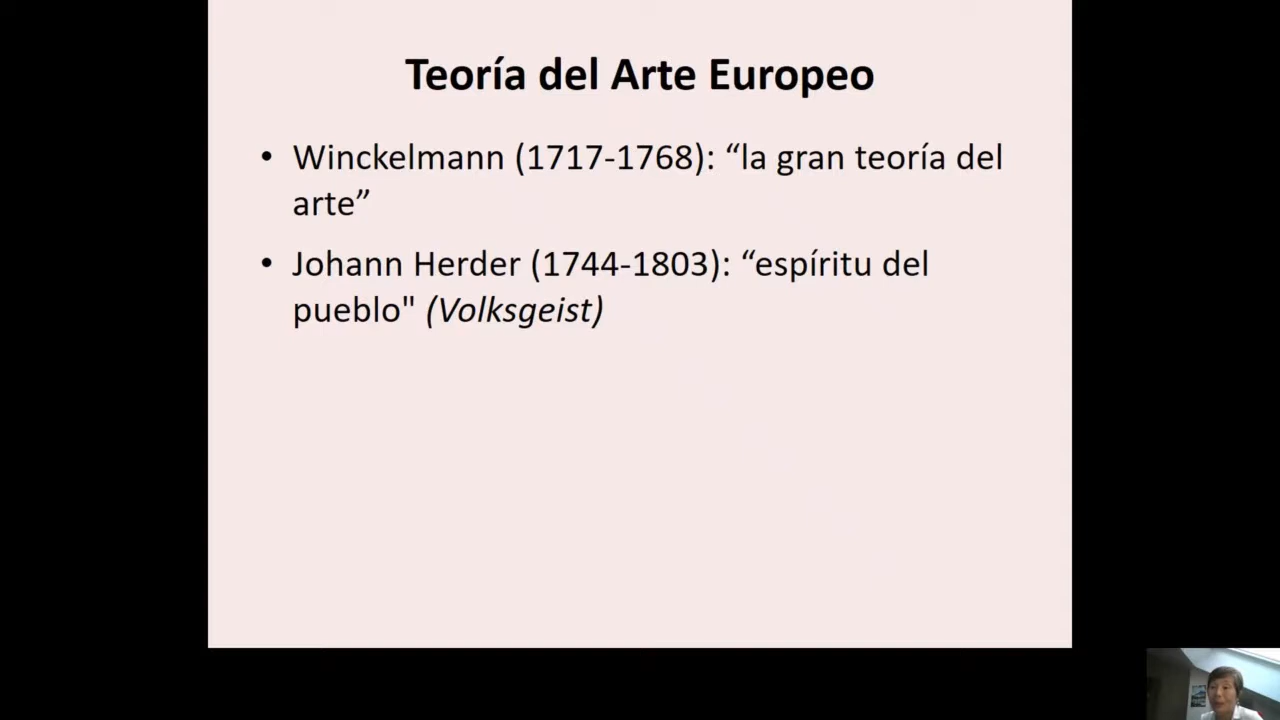 Teoría del Arte Europeo
• Winckelmann (1717-1768): “la gran teoría del
arte”
• Johann Herder (1744-1803): “espíritu del
pueblo" (Volksgeist)